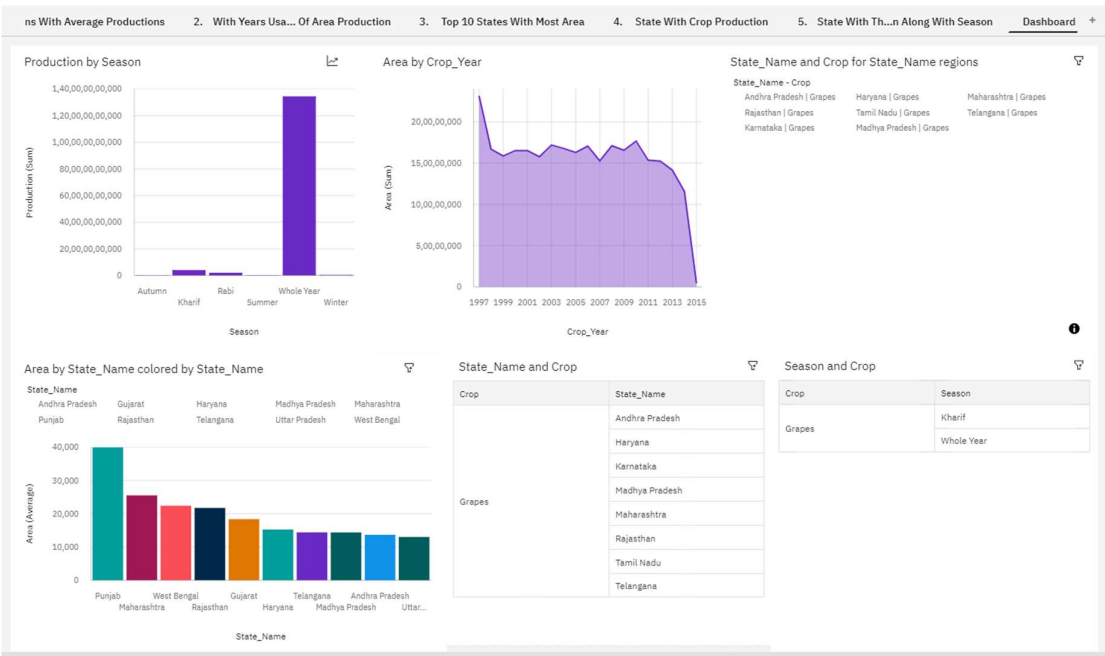 ns With Average Productions 2. With Years Usa... Of Area Production 3. Top 10 States With Most Area 4. State With Crop Production 5. State With Th...n Along With Season Dashboard +
Production by Season
1,40,00,00,00,000
1,20,00,00,00,000
1,00,00,00,00,000
80,00,00,00,000
60,00,00,00,000
40,00,00,00,000
20,00,00,00,000
0
Production (Sum)
Autumn Kharif Rabi Summer Whole Year Winter
Season
Area by Crop_Year
20,00,00,000
15,00,00,000
10,00,00,000
5,00,00,000
0
Area (Sum)
1997 1999 2001 2003 2005 2007 2009 2011 2013 2015
Crop_Year
State_Name and Crop for State_Name regions
State_Name - Crop
Andhra Pradesh | Grapes Haryana | Grapes Maharashtra | Grapes
Rajasthan | Grapes Tamil Nadu | Grapes Telangana | Grapes
Karnataka | Grapes Madhya Pradesh | Grapes
Area by State_Name colored by State_Name
State_Name
Andhra Pradesh Gujarat Haryana Madhya Pradesh Maharashtra
Punjab Rajasthan Telangana Uttar Pradesh West Bengal
40,000
30,000
20,000
10,000
0
Area (Average)
Punjab Maharashtra West Bengal Rajasthan Gujarat Haryana Telangana Madhya Pradesh Andhra Pradesh Uttar...
State_Name
State_Name and Crop
Crop State_Name
Grapes
Andhra Pradesh
Haryana
Karnataka
Madhya Pradesh
Maharashtra
Rajasthan
Tamil Nadu
Telangana
Season and Crop
Crop Season
Grapes
Kharif
Whole Year